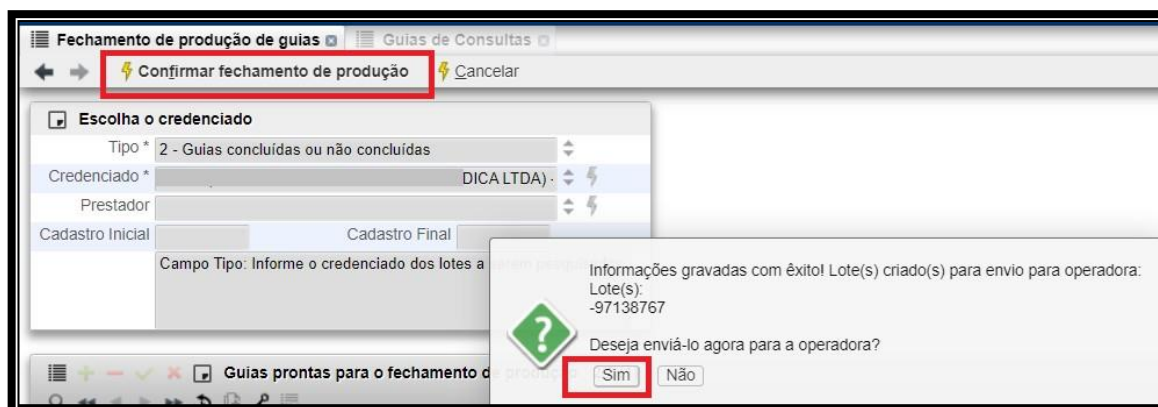 Fechamento de produção de guias Guias de Consultas
Confirmar fechamento de produção Cancelar
Escolha o credenciado
Tipo * 2 - Guias concluídas ou não concluídas
Credenciado * DICA LTDA) -
Prestador
Cadastro Inicial Cadastro Final
Campo Tipo: Informe o credenciado dos lotes a serem
Informações gravadas com êxito! Lote(s) criado(s) para envio para operadora:
Lote(s):
-97138767
Deseja enviá-lo agora para a operadora?
Guias prontas para o fechamento de produção
Sim Não